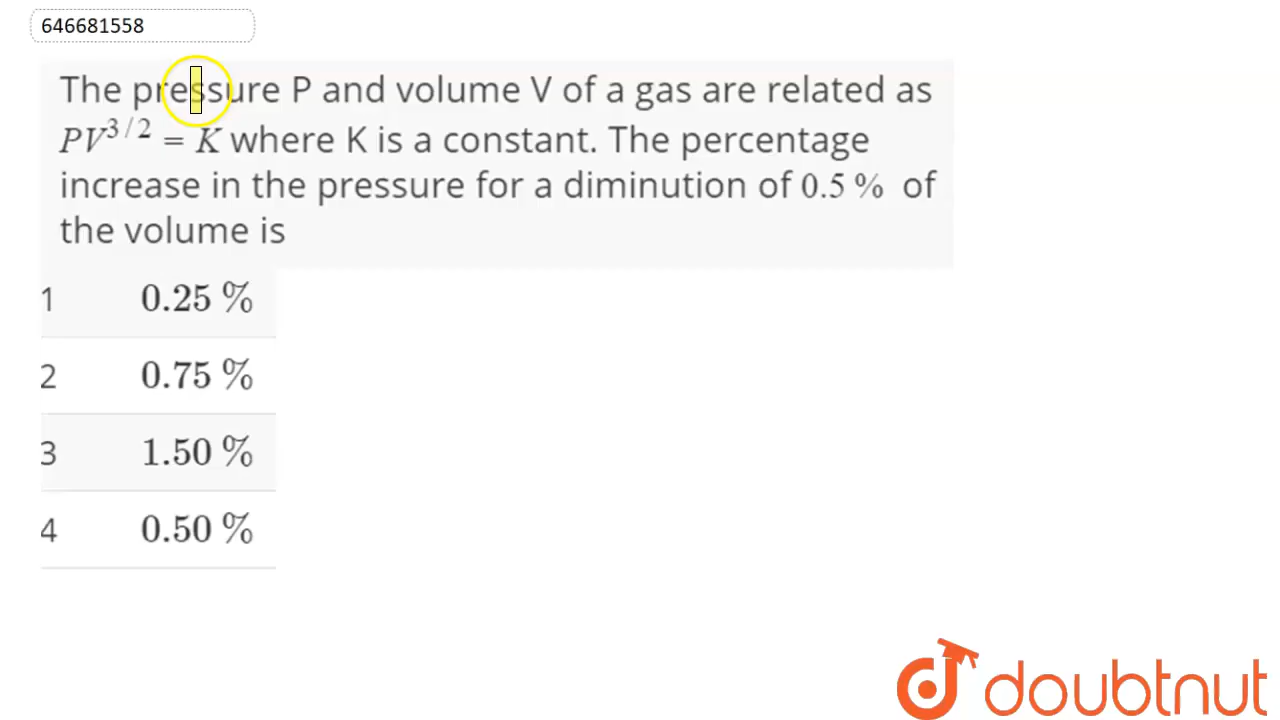 646681558
The pressure P and volume V of a gas are related as
PV^{3/2} = K where K is a constant. The percentage
increase in the pressure for a diminution of 0.5 % of
the volume is
1 0.25 %
2 0.75 %
3 1.50 %
4 0.50 %
doubtnut